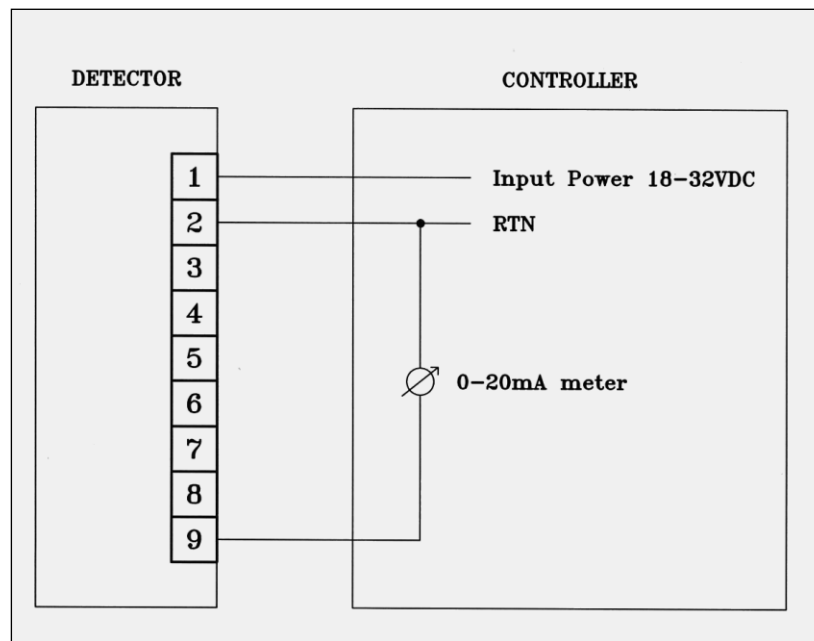 DETECTOR
CONTROLLER
1
Input Power 18-32VDC
2
RTN
3
4
5
0-20mA meter
6
7
8
9